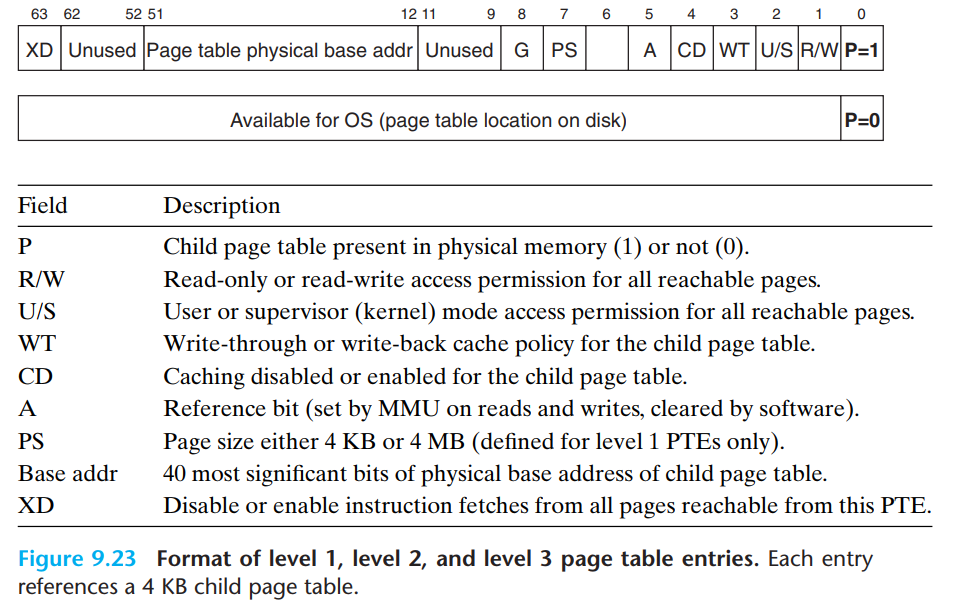 63 62 52 51 12 11 9 8 7 6 5 4 3 2 1 0
XD Unused Page table physical base addr Unused G PS A CD WT U/S R/W P=1
Available for OS (page table location on disk) P=0
Field Description
P Child page table present in physical memory (1) or not (0).
R/W Read-only or read-write access permission for all reachable pages.
U/S User or supervisor (kernel) mode access permission for all reachable pages.
WT Write-through or write-back cache policy for the child page table.
CD Caching disabled or enabled for the child page table.
A Reference bit (set by MMU on reads and writes, cleared by software).
PS Page size either 4 KB or 4 MB (defined for level 1 PTEs only).
Base addr 40 most significant bits of physical base address of child page table.
XD Disable or enable instruction fetches from all pages reachable from this PTE.
Figure 9.23 Format of level 1, level 2, and level 3 page table entries. Each entry
references a 4 KB child page table.